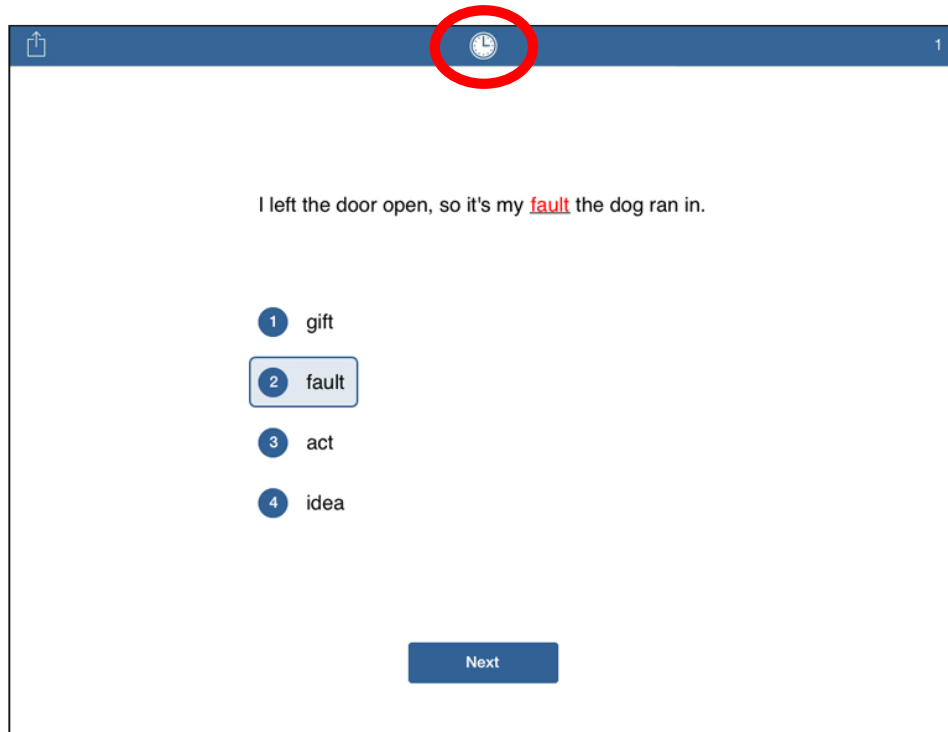 1
I left the door open, so it's my fault the dog ran in.
1 gift
2 fault
3 act
4 idea
Next